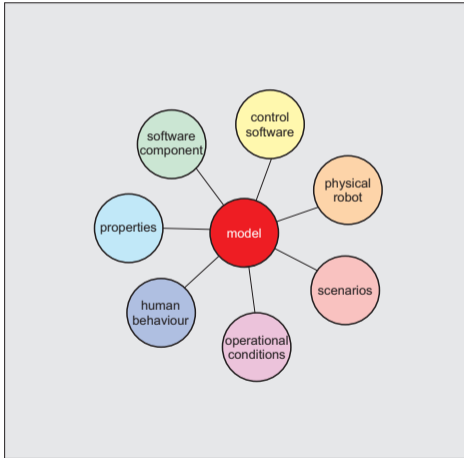 control
software
software
component
physical
robot
properties
model
scenarios
human
behaviour
operational
conditions